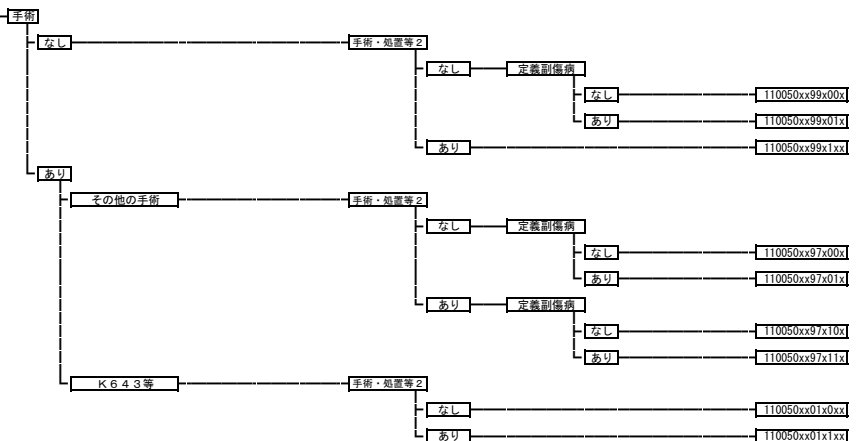 手術
なし 手術・処置等2
なし 定義副傷病
なし 110050xx99x00x
あり 110050xx99x01x
あり 110050xx99x1xx
あり
その他の手術 手術・処置等2
なし 定義副傷病
なし 110050xx97x00x
あり 110050xx97x01x
あり 定義副傷病
なし 110050xx97x10x
あり 110050xx97x11x
K643等 手術・処置等2
なし 110050xx01x0xx
あり 110050xx01x1xx